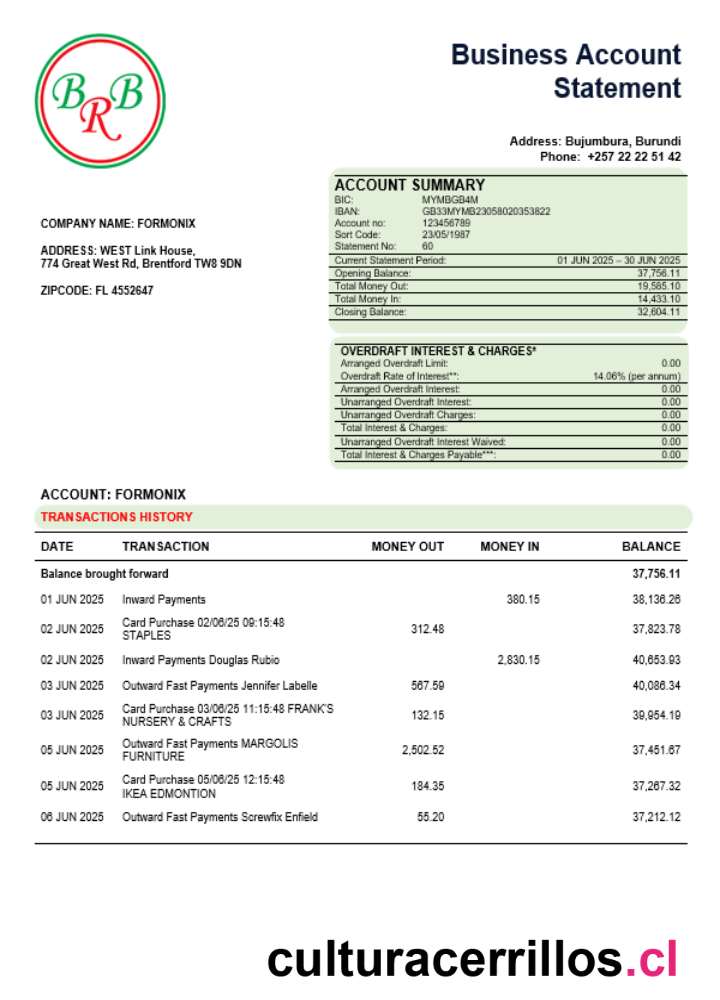 BRB
Business Account
Statement
Address: Bujumbura, Burundi
Phone: +257 22 22 51 42
COMPANY NAME: FORMONIX
ADDRESS: WEST Link House,
774 Great West Rd, Brentford TW8 9DN
ZIPCODE: FL 4552647
ACCOUNT SUMMARY
BIC: MYMBGB4M
IBAN: GB33MYMB23058020353822
Account no: 123456789
Sort Code: 23/05/1987
Statement No: 60
Current Statement Period: 01 JUN 2025 – 30 JUN 2025
Opening Balance: 37,756.11
Total Money Out: 19,585.10
Total Money In: 14,433.10
Closing Balance: 32,604.11
OVERDRAFT INTEREST & CHARGES*
Arranged Overdraft Limit: 0.00
Overdraft Rate of Interest**: 14.06% (per annum)
Arranged Overdraft Interest: 0.00
Unarranged Overdraft Interest: 0.00
Unarranged Overdraft Charges: 0.00
Total Interest & Charges: 0.00
Unarranged Overdraft Interest Waived: 0.00
Total Interest & Charges Payable***: 0.00
ACCOUNT: FORMONIX
TRANSACTIONS HISTORY
DATE TRANSACTION MONEY OUT MONEY IN BALANCE
Balance brought forward 37,756.11
01 JUN 2025 Inward Payments 380.15 38,136.26
02 JUN 2025 Card Purchase 02/06/25 09:15:48
STAPLES 312.48 37,823.78
02 JUN 2025 Inward Payments Douglas Rubio 2,830.15 40,653.93
03 JUN 2025 Outward Fast Payments Jennifer Labelle 567.59 40,086.34
03 JUN 2025 Card Purchase 03/06/25 11:15:48 FRANK'S
NURSERY & CRAFTS 132.15 39,954.19
05 JUN 2025 Outward Fast Payments MARGOLIS
FURNITURE 2,502.52 37,451.67
05 JUN 2025 Card Purchase 05/06/25 12:15:48
IKEA EDMONTION 184.35 37,267.32
06 JUN 2025 Outward Fast Payments Screwfix Enfield 55.20 37,212.12
culturacerrillos.cl